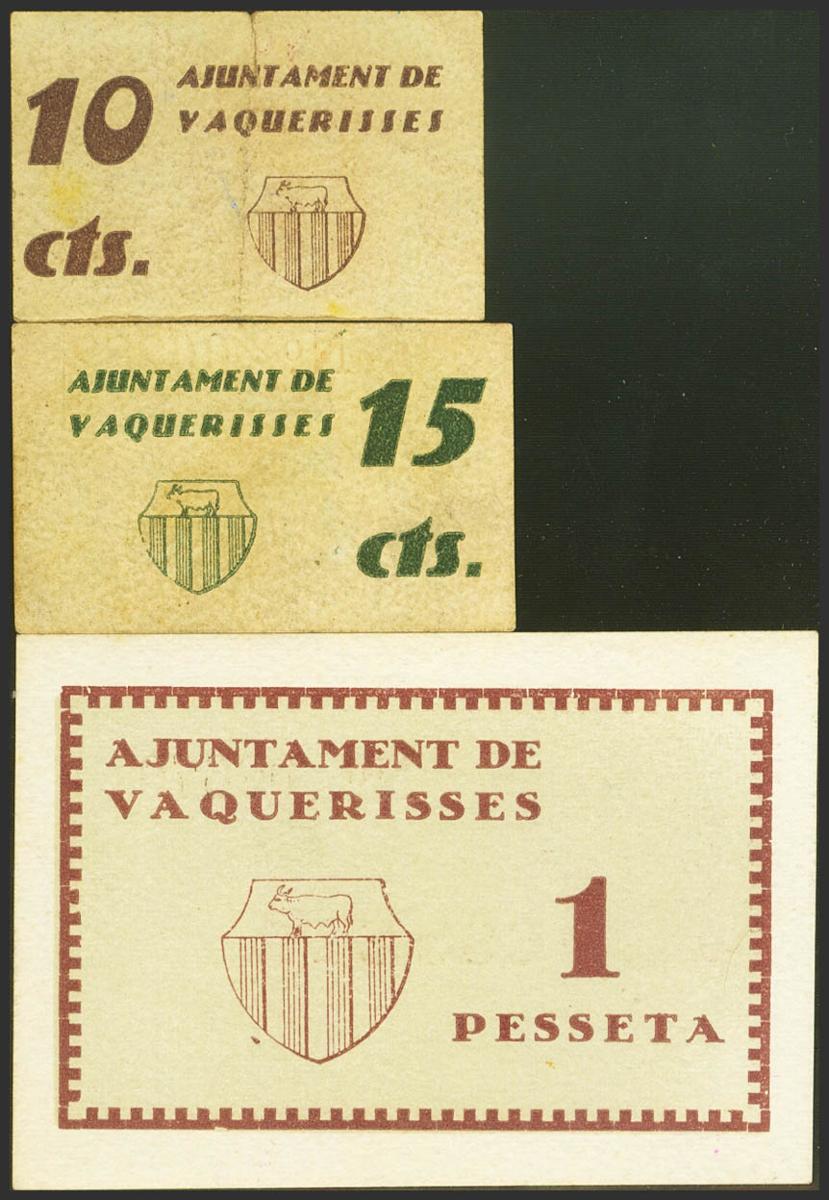 10
cts.
AJUNTAMENT DE
VAQUERISSES
AJUNTAMENT DE
VAQUERISSES
15
cts.
AJUNTAMENT DE
VAQUERISSES
1
PESSETA